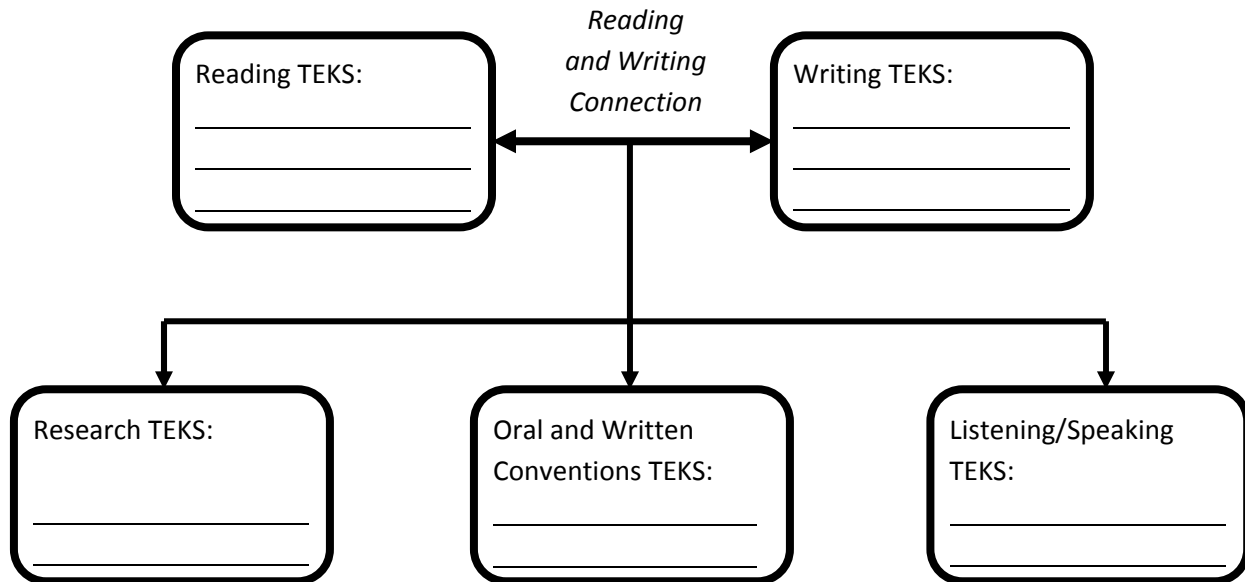 Reading
and Writing
Connection
Reading TEKS:
Writing TEKS:
Research TEKS:
Oral and Written
Conventions TEKS:
Listening/Speaking
TEKS: